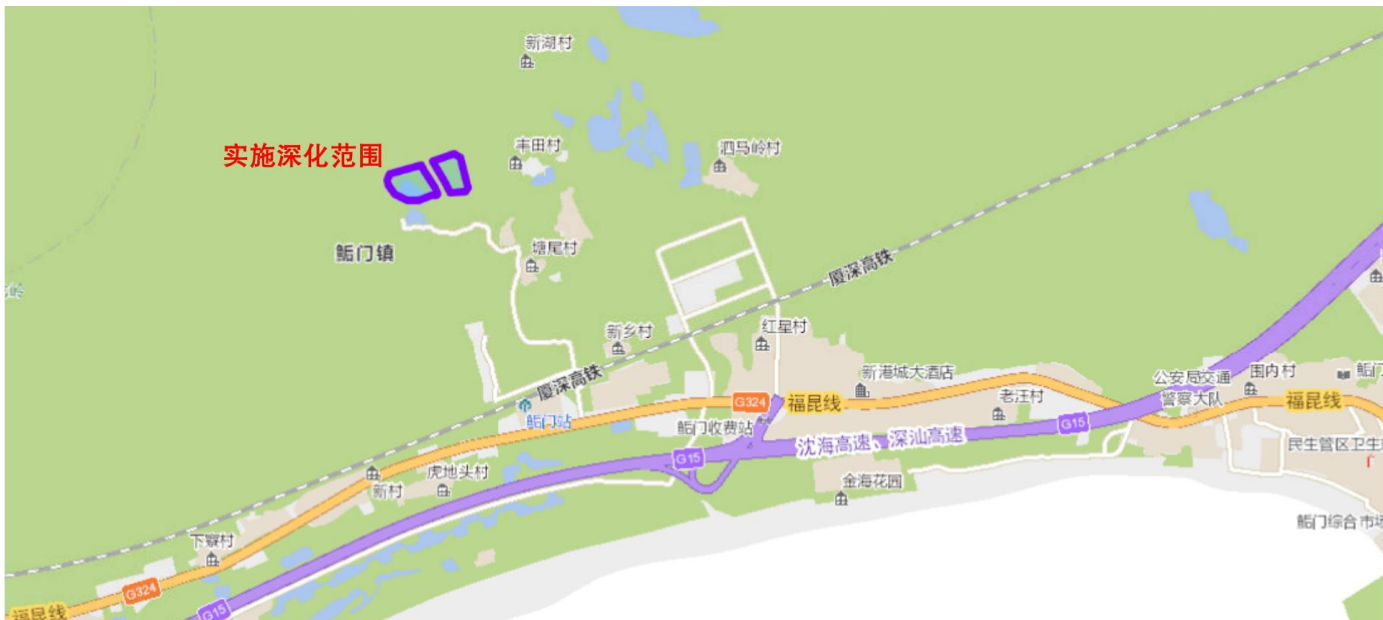 新湖村
丰田村
泗马岭村
实施深化范围
鲘门镇
塘尾村
厦深高铁
岭
新乡村
红星村
厦深高铁
新港城大酒店
公安局交通
警察大队
围内村
鲘门
老汪村
G324
福昆线
福昆线
鲘门站
鲘门收费站
G15
沈海高速、深汕高速
G15
民生管区卫生
虎地头村
新村
金海花园
鲘门综合市场
下寮村
G324
福昆线
G15